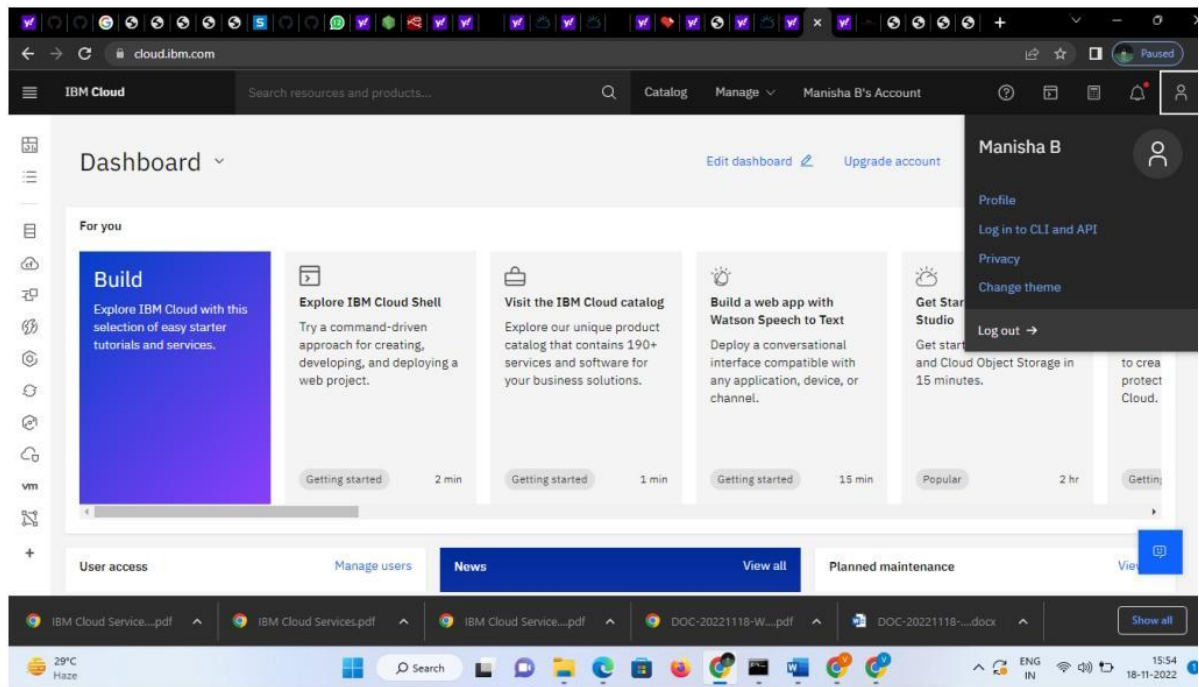 cloud.ibm.com
Paused
IBM Cloud
Search resources and products...
Catalog
Manage
Manisha B's Account
Manisha B
Profile
Log in to CLI and API
Privacy
Change theme
Log out →
Dashboard
Edit dashboard
Upgrade account
For you
Build
Explore IBM Cloud with this
selection of easy starter
tutorials and services.
Explore IBM Cloud Shell
Try a command-driven
approach for creating,
developing, and deploying a
web project.
Getting started
2 min
Visit the IBM Cloud catalog
Explore our unique product
catalog that contains 190+
services and software for
your business solutions.
Getting started
1 min
Build a web app with
Watson Speech to Text
Deploy a conversational
interface compatible with
any application, device, or
channel.
Getting started
15 min
Get Star
Studio
Get start
and Cloud Object Storage in
15 minutes.
Popular
2 hr
to crea
protect
Cloud.
Getting
vm
User access
Manage users
News
View all
Planned maintenance
Vie
IBM Cloud Service....pdf
IBM Cloud Services.pdf
IBM Cloud Service....pdf
DOC-20221118-W....pdf
DOC-20221118-....docx
Show all
29°C
Haze
Search
ENG
IN
15:54
18-11-2022